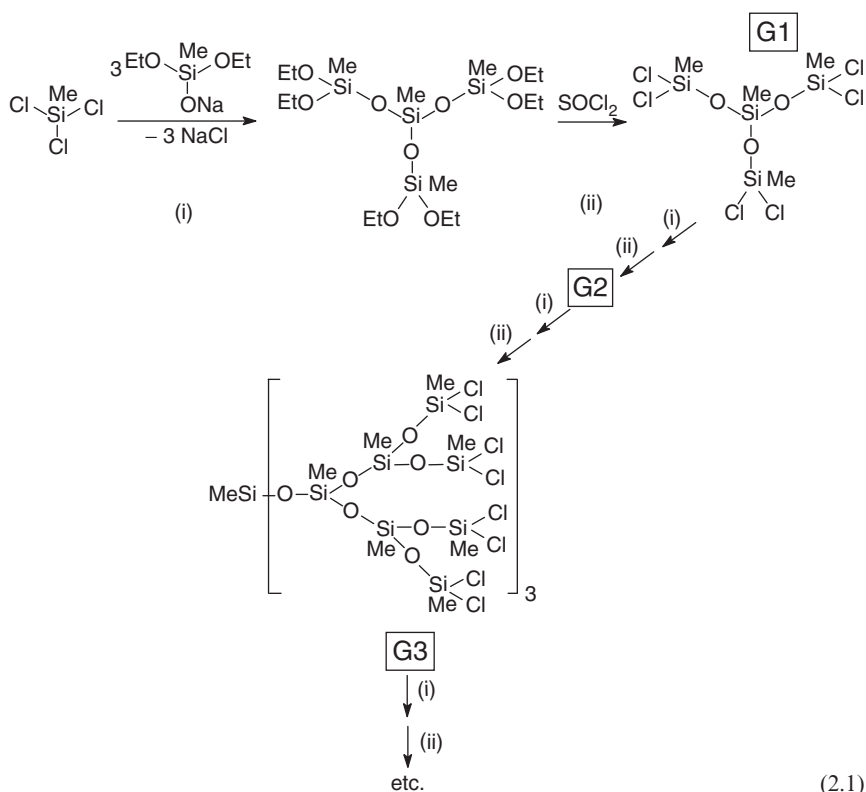 G1
3 EtO Me OEt
Si
ONa
Me
Cl Si Cl
Cl
– 3 NaCl
(i)
EtO Me
EtO Si O Me Si O Si Me OEt
OEt
O
Si Me
EtO OEt
SOCl2
(ii)
Cl Me
Cl Si O Me Si O Si Me Cl
Cl
O
Si Me
Cl Cl
(i)
(ii)
G2
(i)
(ii)
Me Cl
Si Cl
O
Me Me Cl
Si O Si Cl
Me O
MeSi O Si
O
Si O Si Cl
Cl
Me O Me
Si Cl
Me Cl
3
G3
(i)
(ii)
etc.
(2.1)